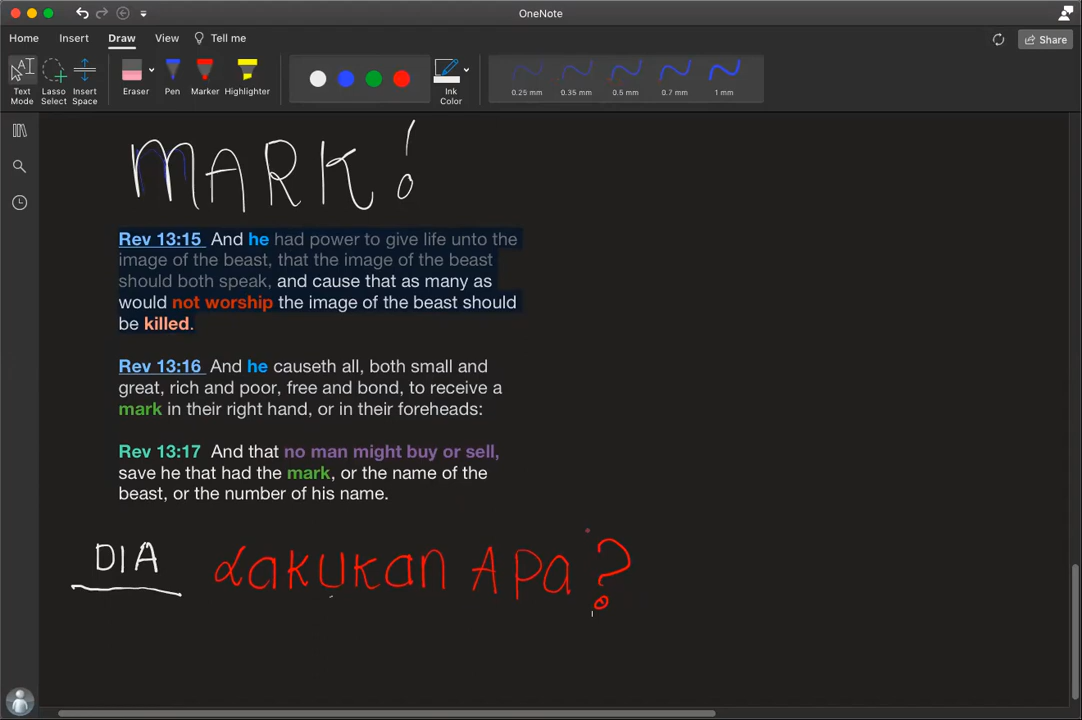 OneNote
Home Insert Draw View Tell me
Share
Text Mode
Lasso Select
Insert Space
Eraser
Pen
Marker
Highlighter
Ink Color
0.25 mm 0.35 mm 0.5 mm 0.7 mm 1 mm
MARK!
Rev 13:15 And he had power to give life unto the
image of the beast, that the image of the beast
should both speak, and cause that as many as
would not worship the image of the beast should
be killed.
Rev 13:16 And he causeth all, both small and
great, rich and poor, free and bond, to receive a
mark in their right hand, or in their foreheads:
Rev 13:17 And that no man might buy or sell,
save he that had the mark, or the name of the
beast, or the number of his name.
DIA LaKUKan APa?